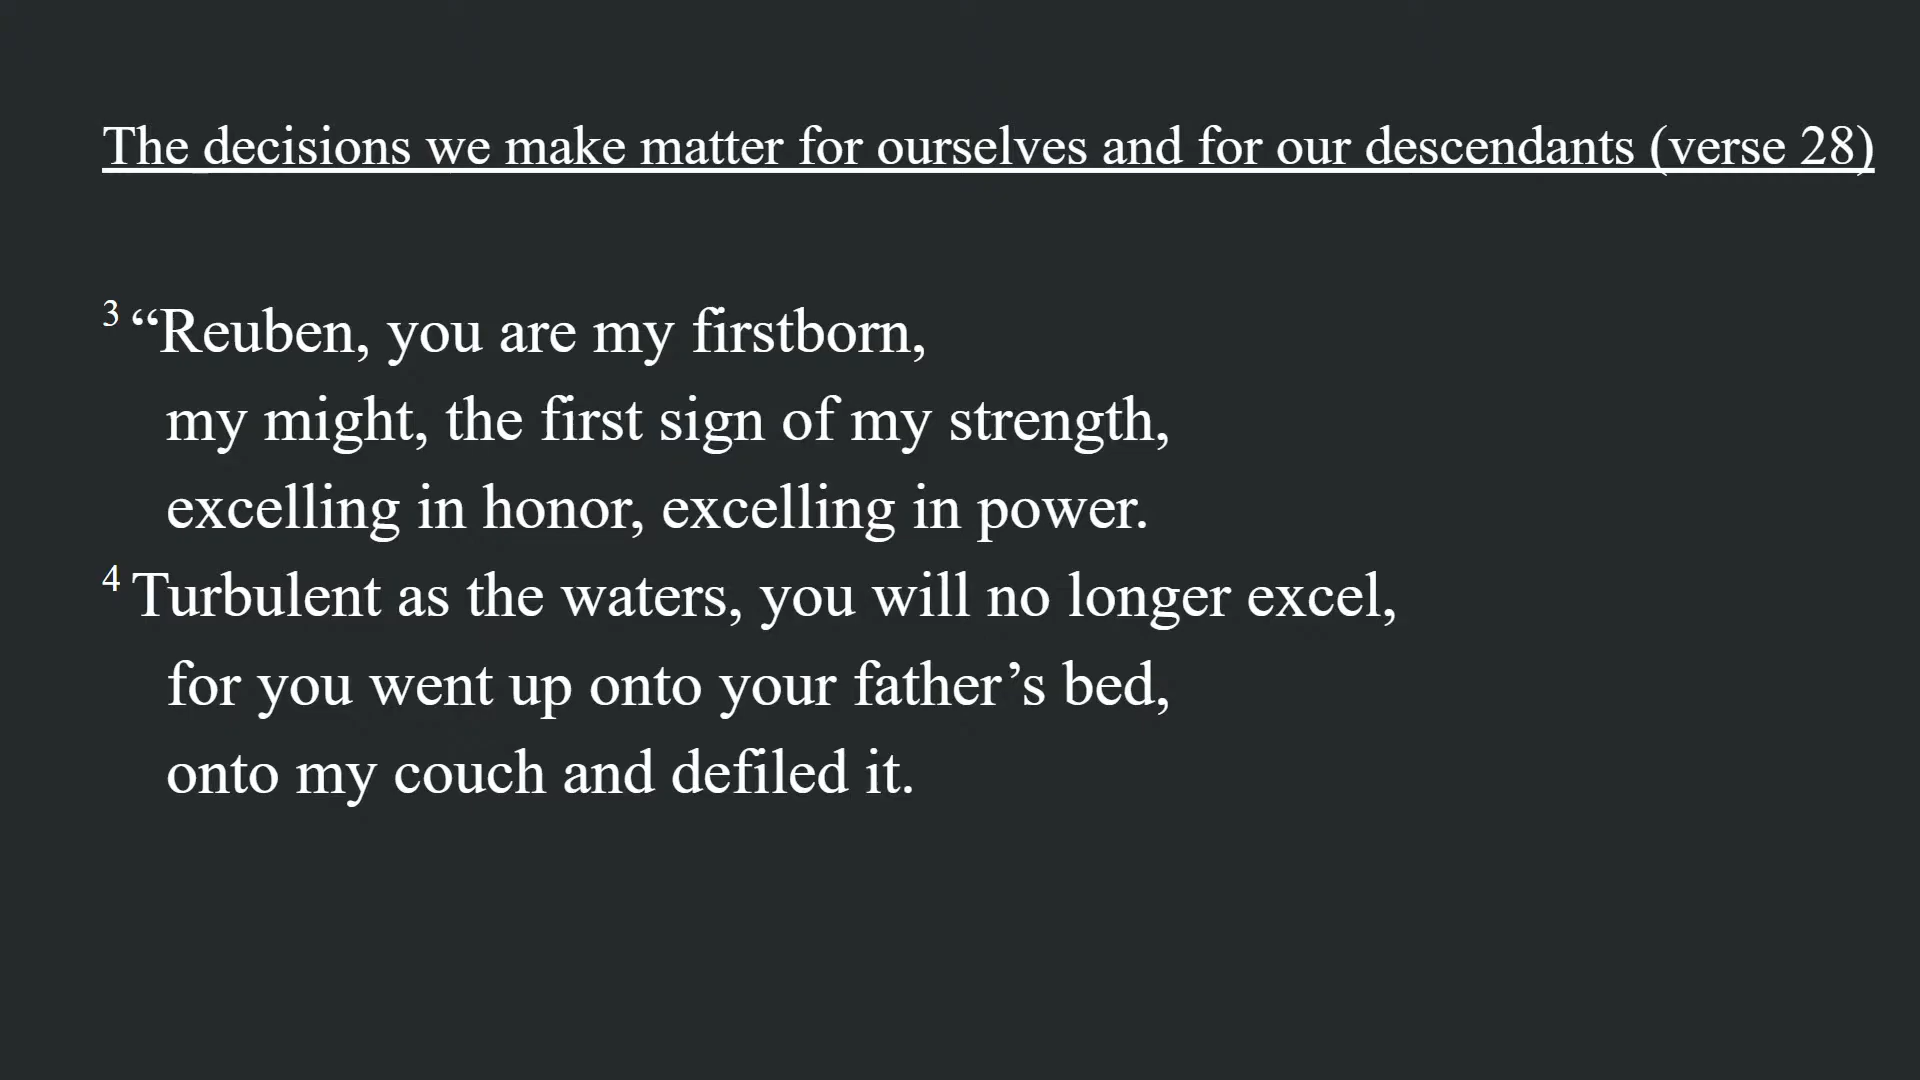 The decisions we make matter for ourselves and for our descendants (verse 28)
3 “Reuben, you are my firstborn,
my might, the first sign of my strength,
excelling in honor, excelling in power.
4 Turbulent as the waters, you will no longer excel,
for you went up onto your father’s bed,
onto my couch and defiled it.